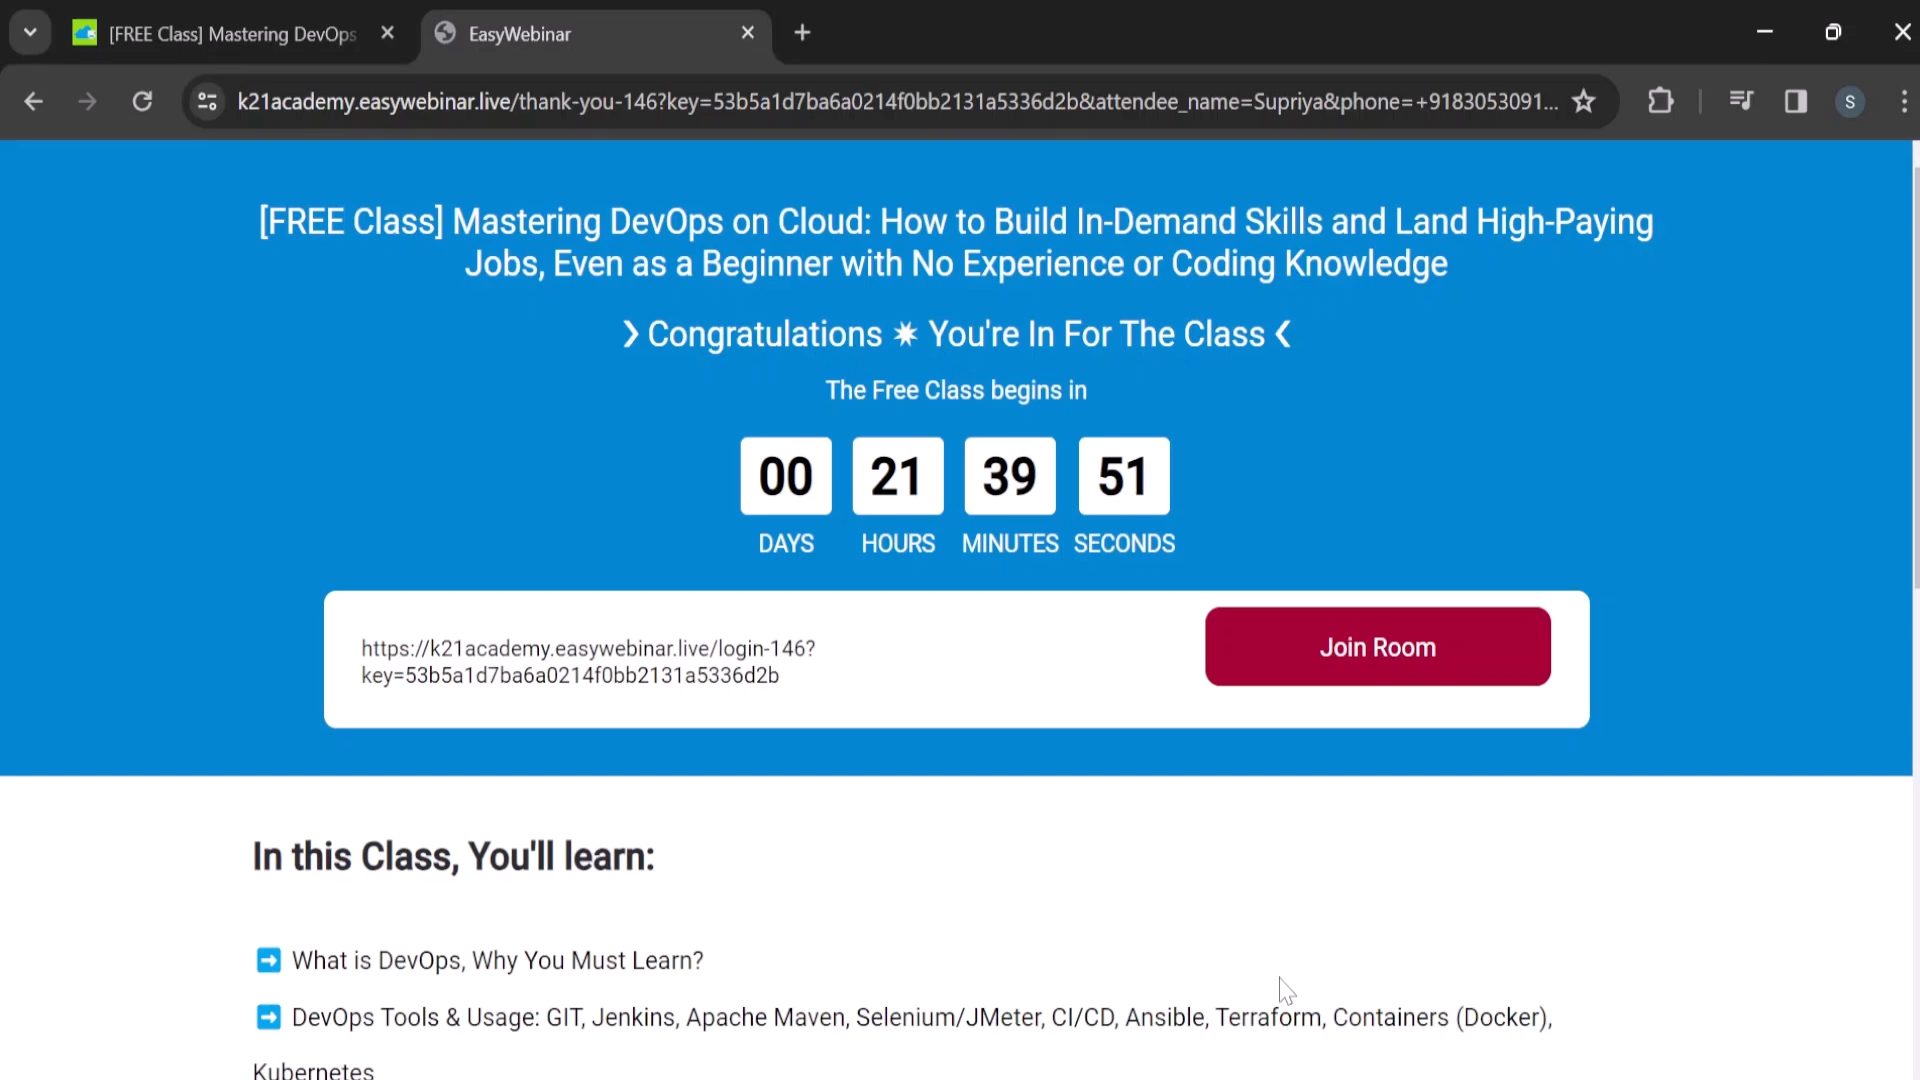 [FREE Class] Mastering DevOps
EasyWebinar
k21academy.easywebinar.live/thank-you-146?key=53b5a1d7ba6a0214f0bb2131a5336d2b&attendee_name=Supriya&phone=+9183053091...
S
[FREE Class] Mastering DevOps on Cloud: How to Build In-Demand Skills and Land High-Paying
Jobs, Even as a Beginner with No Experience or Coding Knowledge
❯ Congratulations ✷ You're In For The Class ❮
The Free Class begins in
00 21 39 51
DAYS HOURS MINUTES SECONDS
https://k21academy.easywebinar.live/login-146?
key=53b5a1d7ba6a0214f0bb2131a5336d2b
Join Room
In this Class, You'll learn:
➡ What is DevOps, Why You Must Learn?
➡ DevOps Tools & Usage: GIT, Jenkins, Apache Maven, Selenium/JMeter, CI/CD, Ansible, Terraform, Containers (Docker),
Kubernetes